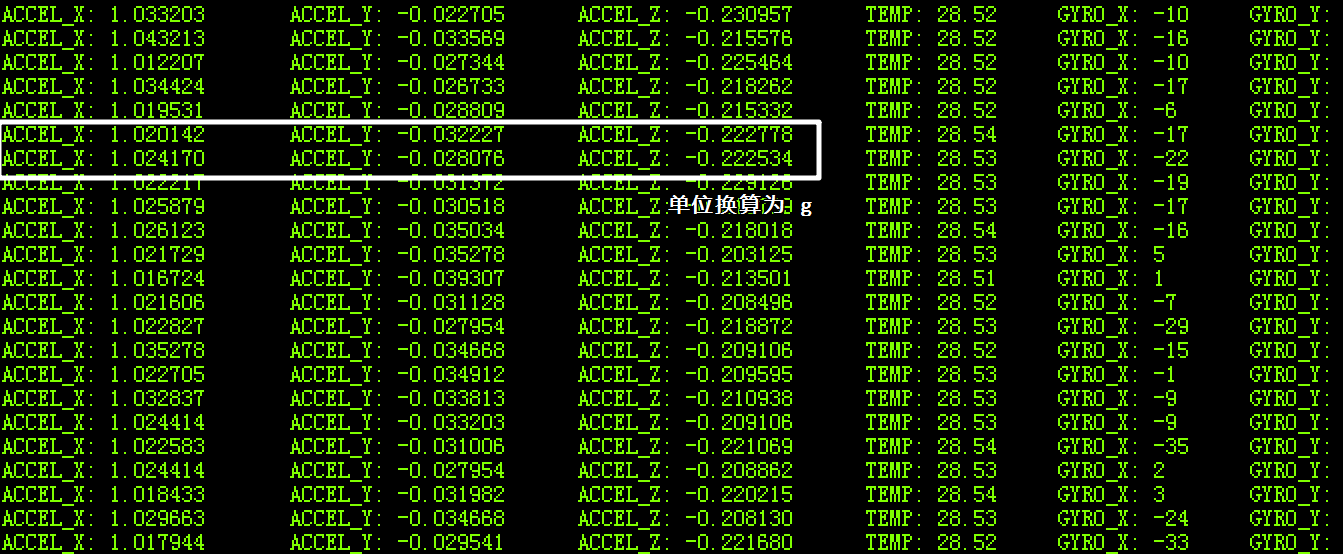 ACCEL_X: 1.033203 ACCEL_Y: -0.022705 ACCEL_Z: -0.230957 TEMP: 28.52 GYRO_X: -10 GYRO_Y:
ACCEL_X: 1.043213 ACCEL_Y: -0.033569 ACCEL_Z: -0.215576 TEMP: 28.52 GYRO_X: -16 GYRO_Y:
ACCEL_X: 1.012207 ACCEL_Y: -0.027344 ACCEL_Z: -0.225464 TEMP: 28.52 GYRO_X: -10 GYRO_Y:
ACCEL_X: 1.034424 ACCEL_Y: -0.026733 ACCEL_Z: -0.218262 TEMP: 28.52 GYRO_X: -17 GYRO_Y:
ACCEL_X: 1.019531 ACCEL_Y: -0.028809 ACCEL_Z: -0.215332 TEMP: 28.52 GYRO_X: -6 GYRO_Y:
ACCEL_X: 1.020142 ACCEL_Y: -0.032227 ACCEL_Z: -0.222778 TEMP: 28.54 GYRO_X: -17 GYRO_Y:
ACCEL_X: 1.024170 ACCEL_Y: -0.028076 ACCEL_Z: -0.222534 TEMP: 28.53 GYRO_X: -22 GYRO_Y:
ACCEL_X: 1.022217 ACCEL_Y: -0.031372 ACCEL_Z: -0.229126 TEMP: 28.53 GYRO_X: -19 GYRO_Y:
ACCEL_X: 1.025879 ACCEL_Y: -0.030518 ACCEL_Z: 单位换算为 g TEMP: 28.53 GYRO_X: -17 GYRO_Y:
ACCEL_X: 1.026123 ACCEL_Y: -0.035034 ACCEL_Z: -0.218018 TEMP: 28.54 GYRO_X: -16 GYRO_Y:
ACCEL_X: 1.021729 ACCEL_Y: -0.035278 ACCEL_Z: -0.203125 TEMP: 28.53 GYRO_X: 5 GYRO_Y:
ACCEL_X: 1.016724 ACCEL_Y: -0.039307 ACCEL_Z: -0.213501 TEMP: 28.51 GYRO_X: 1 GYRO_Y:
ACCEL_X: 1.021606 ACCEL_Y: -0.031128 ACCEL_Z: -0.208496 TEMP: 28.52 GYRO_X: -7 GYRO_Y:
ACCEL_X: 1.022827 ACCEL_Y: -0.027954 ACCEL_Z: -0.218872 TEMP: 28.53 GYRO_X: -29 GYRO_Y:
ACCEL_X: 1.035278 ACCEL_Y: -0.034668 ACCEL_Z: -0.209106 TEMP: 28.52 GYRO_X: -15 GYRO_Y:
ACCEL_X: 1.022705 ACCEL_Y: -0.034912 ACCEL_Z: -0.209595 TEMP: 28.53 GYRO_X: -1 GYRO_Y:
ACCEL_X: 1.032837 ACCEL_Y: -0.033813 ACCEL_Z: -0.210938 TEMP: 28.53 GYRO_X: -9 GYRO_Y:
ACCEL_X: 1.024414 ACCEL_Y: -0.033203 ACCEL_Z: -0.209106 TEMP: 28.53 GYRO_X: -9 GYRO_Y:
ACCEL_X: 1.022583 ACCEL_Y: -0.031006 ACCEL_Z: -0.221069 TEMP: 28.54 GYRO_X: -35 GYRO_Y:
ACCEL_X: 1.024414 ACCEL_Y: -0.027954 ACCEL_Z: -0.208862 TEMP: 28.53 GYRO_X: 2 GYRO_Y:
ACCEL_X: 1.018433 ACCEL_Y: -0.031982 ACCEL_Z: -0.220215 TEMP: 28.54 GYRO_X: 3 GYRO_Y:
ACCEL_X: 1.029663 ACCEL_Y: -0.034668 ACCEL_Z: -0.208130 TEMP: 28.53 GYRO_X: -24 GYRO_Y:
ACCEL_X: 1.017944 ACCEL_Y: -0.029541 ACCEL_Z: -0.221680 TEMP: 28.53 GYRO_X: -33 GYRO_Y: